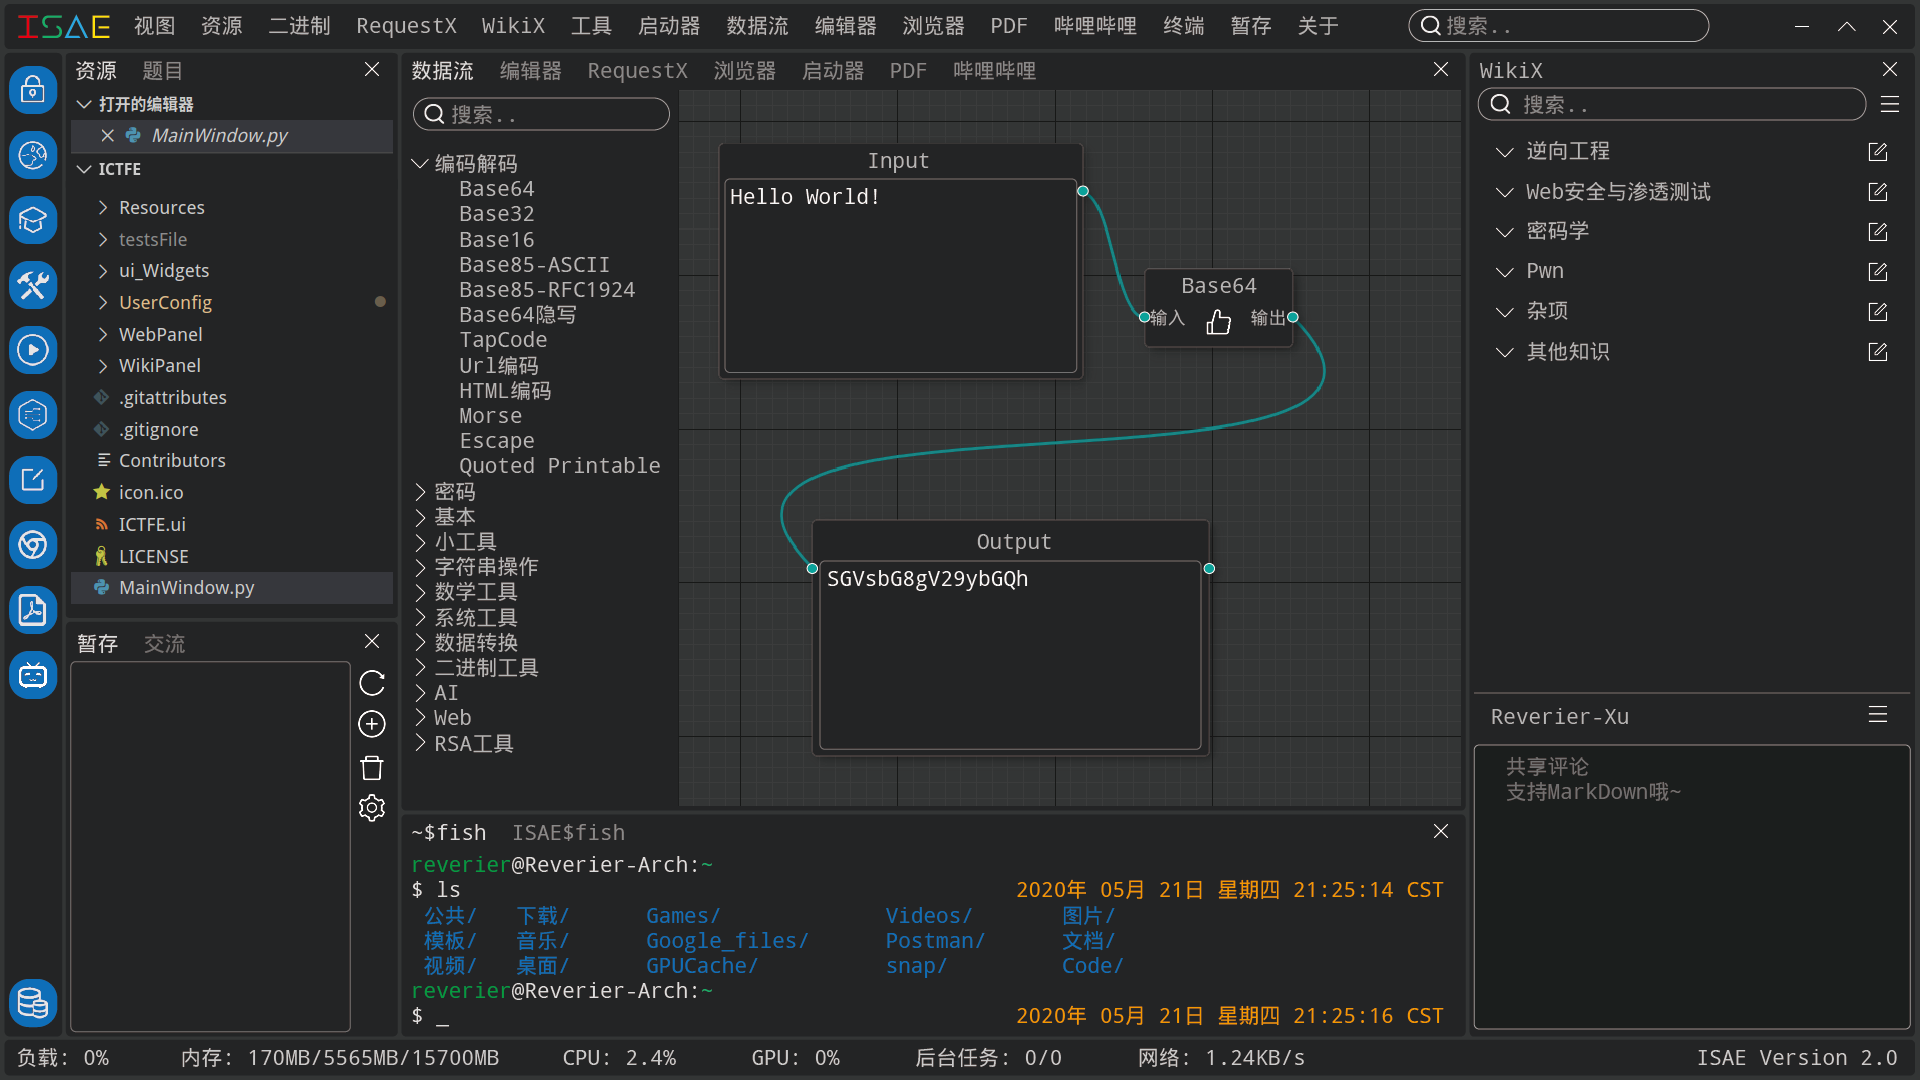 ISAE 视图 资源 二进制 RequestX WikiX 工具 启动器 数据流 编辑器 浏览器 PDF 哔哩哔哩 终端 暂存 关于 搜索..
资源 题目
打开的编辑器
MainWindow.py
ICTFE
Resources
testsFile
ui_Widgets
UserConfig
WebPanel
WikiPanel
.gitattributes
.gitignore
Contributors
icon.ico
ICTFE.ui
LICENSE
MainWindow.py
暂存 交流
数据流 编辑器 RequestX 浏览器 启动器 PDF 哔哩哔哩
搜索..
编码解码
Base64
Base32
Base16
Base85-ASCII
Base85-RFC1924
Base64隐写
TapCode
Url编码
HTML编码
Morse
Escape
Quoted Printable
密码
基本
小工具
字符串操作
数学工具
系统工具
数据转换
二进制工具
AI
Web
RSA工具
Input
Hello World!
Base64
输入 输出
Output
SGVsbG8gV29ybGQh
~$fish ISAE$fish
reverier@Reverier-Arch:~
$ ls 2020年 05月 21日 星期四 21:25:14 CST
公共/ 下载/ Games/ Videos/ 图片/
模板/ 音乐/ Google_files/ Postman/ 文档/
视频/ 桌面/ GPUCache/ snap/ Code/
reverier@Reverier-Arch:~
$ _ 2020年 05月 21日 星期四 21:25:16 CST
WikiX
搜索..
逆向工程
Web安全与渗透测试
密码学
Pwn
杂项
其他知识
Reverier-Xu
共享评论
支持MarkDown哦~
负载: 0% 内存: 170MB/5565MB/15700MB CPU: 2.4% GPU: 0% 后台任务: 0/0 网络: 1.24KB/s ISAE Version 2.0